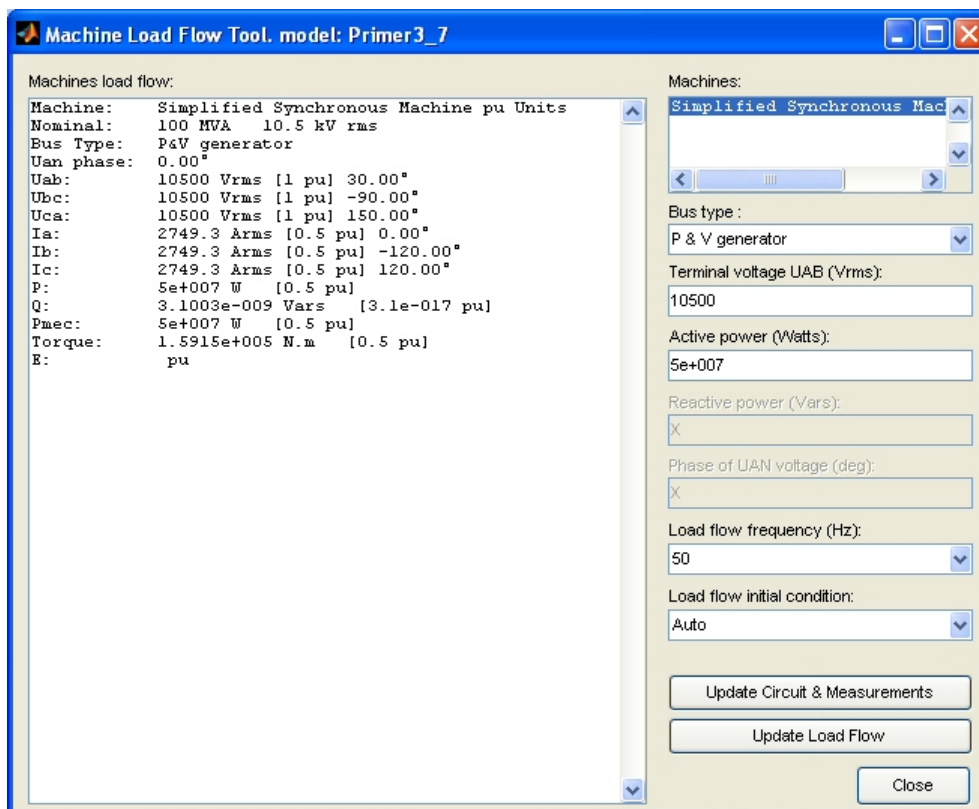 Machine Load Flow Tool. model: Primer3_7
Machines load flow:
Machine: Simplified Synchronous Machine pu Units
Nominal: 100 MVA 10.5 kV rms
Bus Type: P&V generator
Uan phase: 0.00°
Uab: 10500 Vrms [1 pu] 30.00°
Ubc: 10500 Vrms [1 pu] -90.00°
Uca: 10500 Vrms [1 pu] 150.00°
Ia: 2749.3 Arms [0.5 pu] 0.00°
Ib: 2749.3 Arms [0.5 pu] -120.00°
Ic: 2749.3 Arms [0.5 pu] 120.00°
P: 5e+007 W [0.5 pu]
Q: 3.1003e-009 Vars [3.1e-017 pu]
Pmec: 5e+007 W [0.5 pu]
Torque: 1.5915e+005 N.m [0.5 pu]
E: pu
Machines:
Simplified Synchronous Mac
Bus type :
P & V generator
Terminal voltage UAB (Vrms):
10500
Active power (Watts):
5e+007
Reactive power (Vars):
X
Phase of UAN voltage (deg):
X
Load flow frequency (Hz):
50
Load flow initial condition:
Auto
Update Circuit & Measurements
Update Load Flow
Close